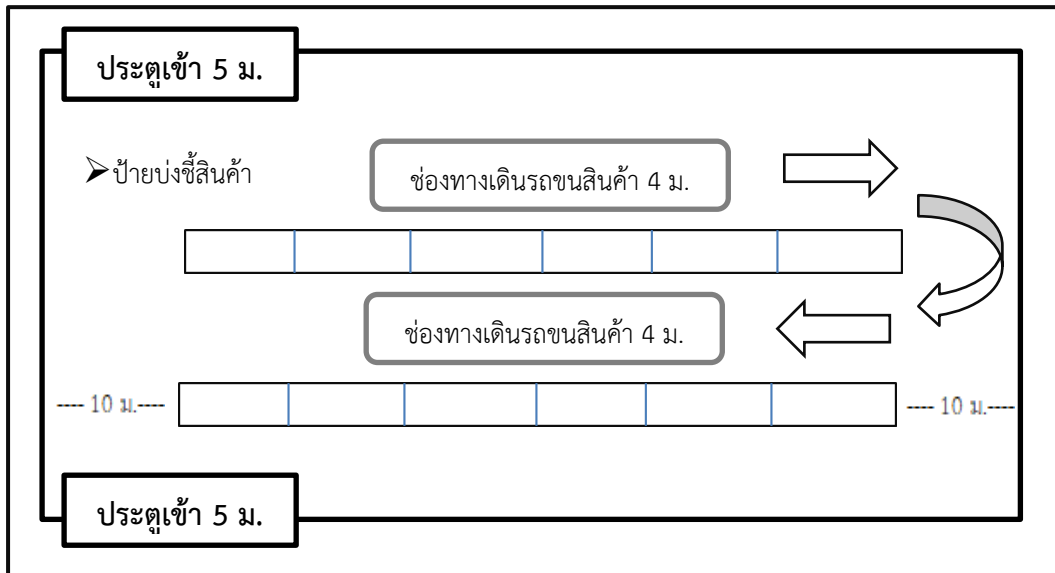 ประตูเข้า 5 ม.
➢ป้ายบ่งชี้สินค้า
ช่องทางเดินรถขนสินค้า 4 ม.
ช่องทางเดินรถขนสินค้า 4 ม.
---- 10 ม.----
---- 10 ม.----
ประตูเข้า 5 ม.